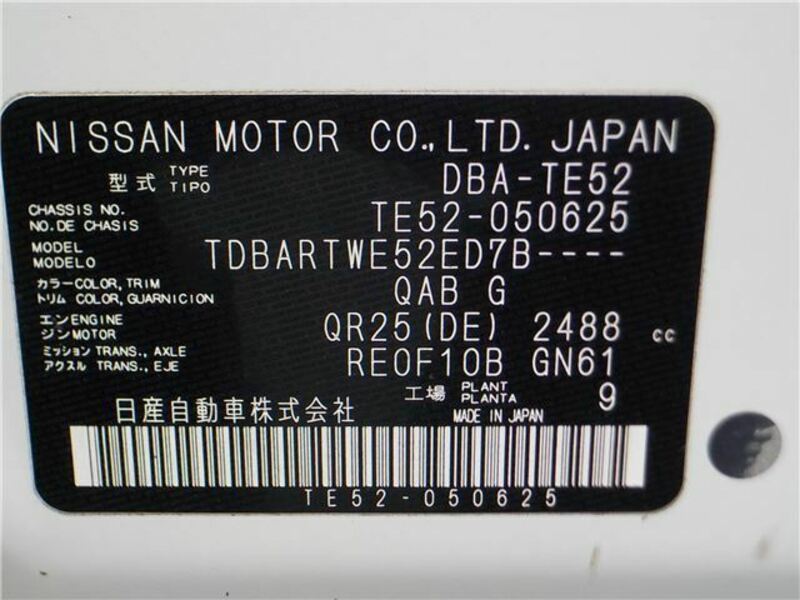 NISSAN MOTOR CO.,LTD. JAPAN
型式 TYPE TIPO DBA-TE52
CHASSIS NO. NO.DE CHASIS TE52-050625
MODEL MODELO TDBARTWE52ED7B----
カラーCOLOR,TRIM トリム COLOR,GUARNICION QAB G
エンENGINE ジンMOTOR QR25(DE) 2488 cc
ミッション TRANS., AXLE アクスル TRANS., EJE RE0F10B GN61
工場 PLANT PLANTA 9
日産自動車株式会社 MADE IN JAPAN
TE52-050625